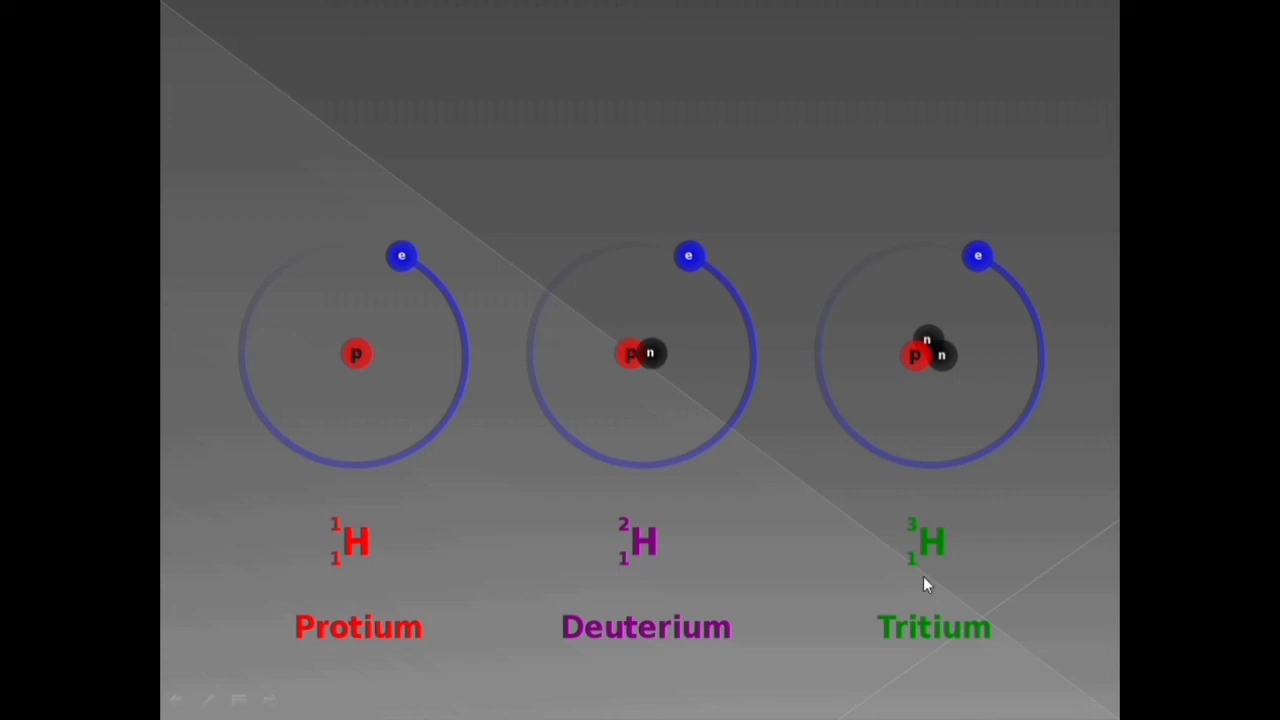 e e e
p p n n p n
1 1 H 2 1 H 3 1 H
Protium Deuterium Tritium